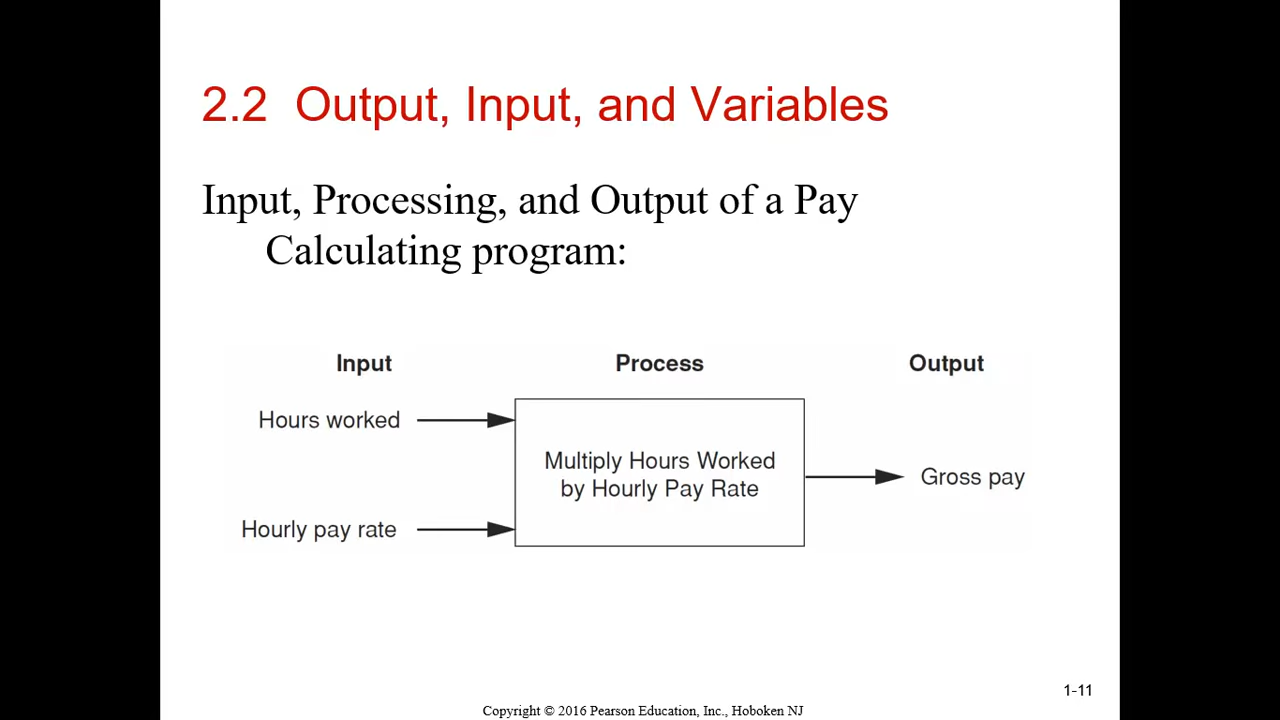 2.2 Output, Input, and Variables
Input, Processing, and Output of a Pay
Calculating program:
Input
Process
Output
Hours worked
Hourly pay rate
Multiply Hours Worked
by Hourly Pay Rate
Gross pay
1-11
Copyright © 2016 Pearson Education, Inc., Hoboken NJ